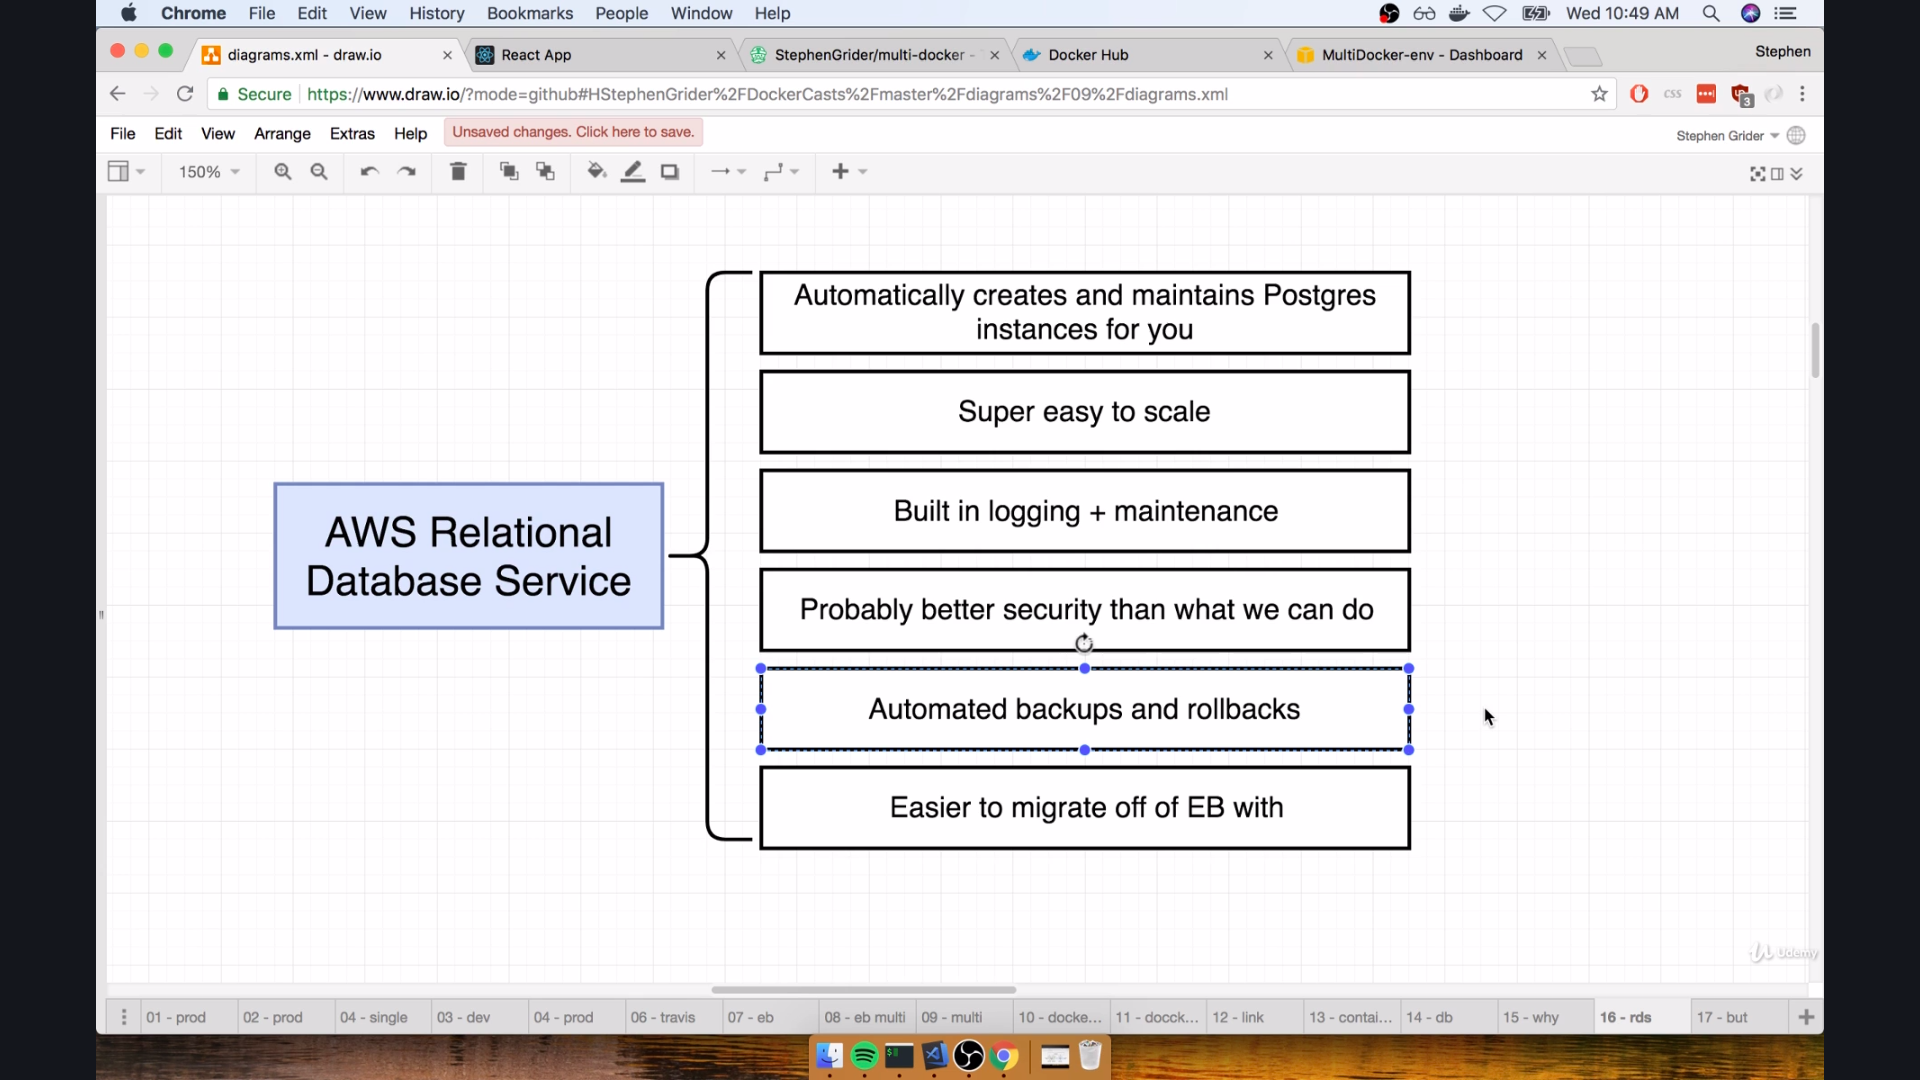 Chrome File Edit View History Bookmarks People Window Help
Wed 10:49 AM
diagrams.xml - draw.io
React App
StephenGrider/multi-docker -
Docker Hub
MultiDocker-env - Dashboard
Stephen
Secure https://www.draw.io/?mode=github#HStephenGrider%2FDockerCasts%2Fmaster%2Fdiagrams%2F09%2Fdiagrams.xml
CSS
3
File Edit View Arrange Extras Help
Unsaved changes. Click here to save.
Stephen Grider
150%
Automatically creates and maintains Postgres
instances for you
Super easy to scale
Built in logging + maintenance
AWS Relational
Database Service
Probably better security than what we can do
Automated backups and rollbacks
Easier to migrate off of EB with
Udemy
01 - prod
02 - prod
04 - single
03 - dev
04 - prod
06 - travis
07 - eb
08 - eb multi
09 - multi
10 - docke...
11 - docck...
12 - link
13 - contai...
14 - db
15 - why
16 - rds
17 - but